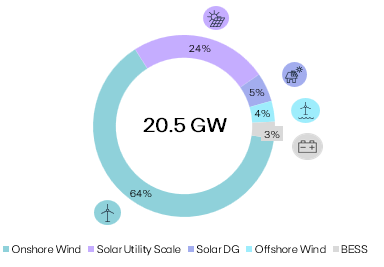 24%
5%
4%
3%
20.5 GW
64%
Onshore Wind Solar Utility Scale Solar DG Offshore Wind BESS